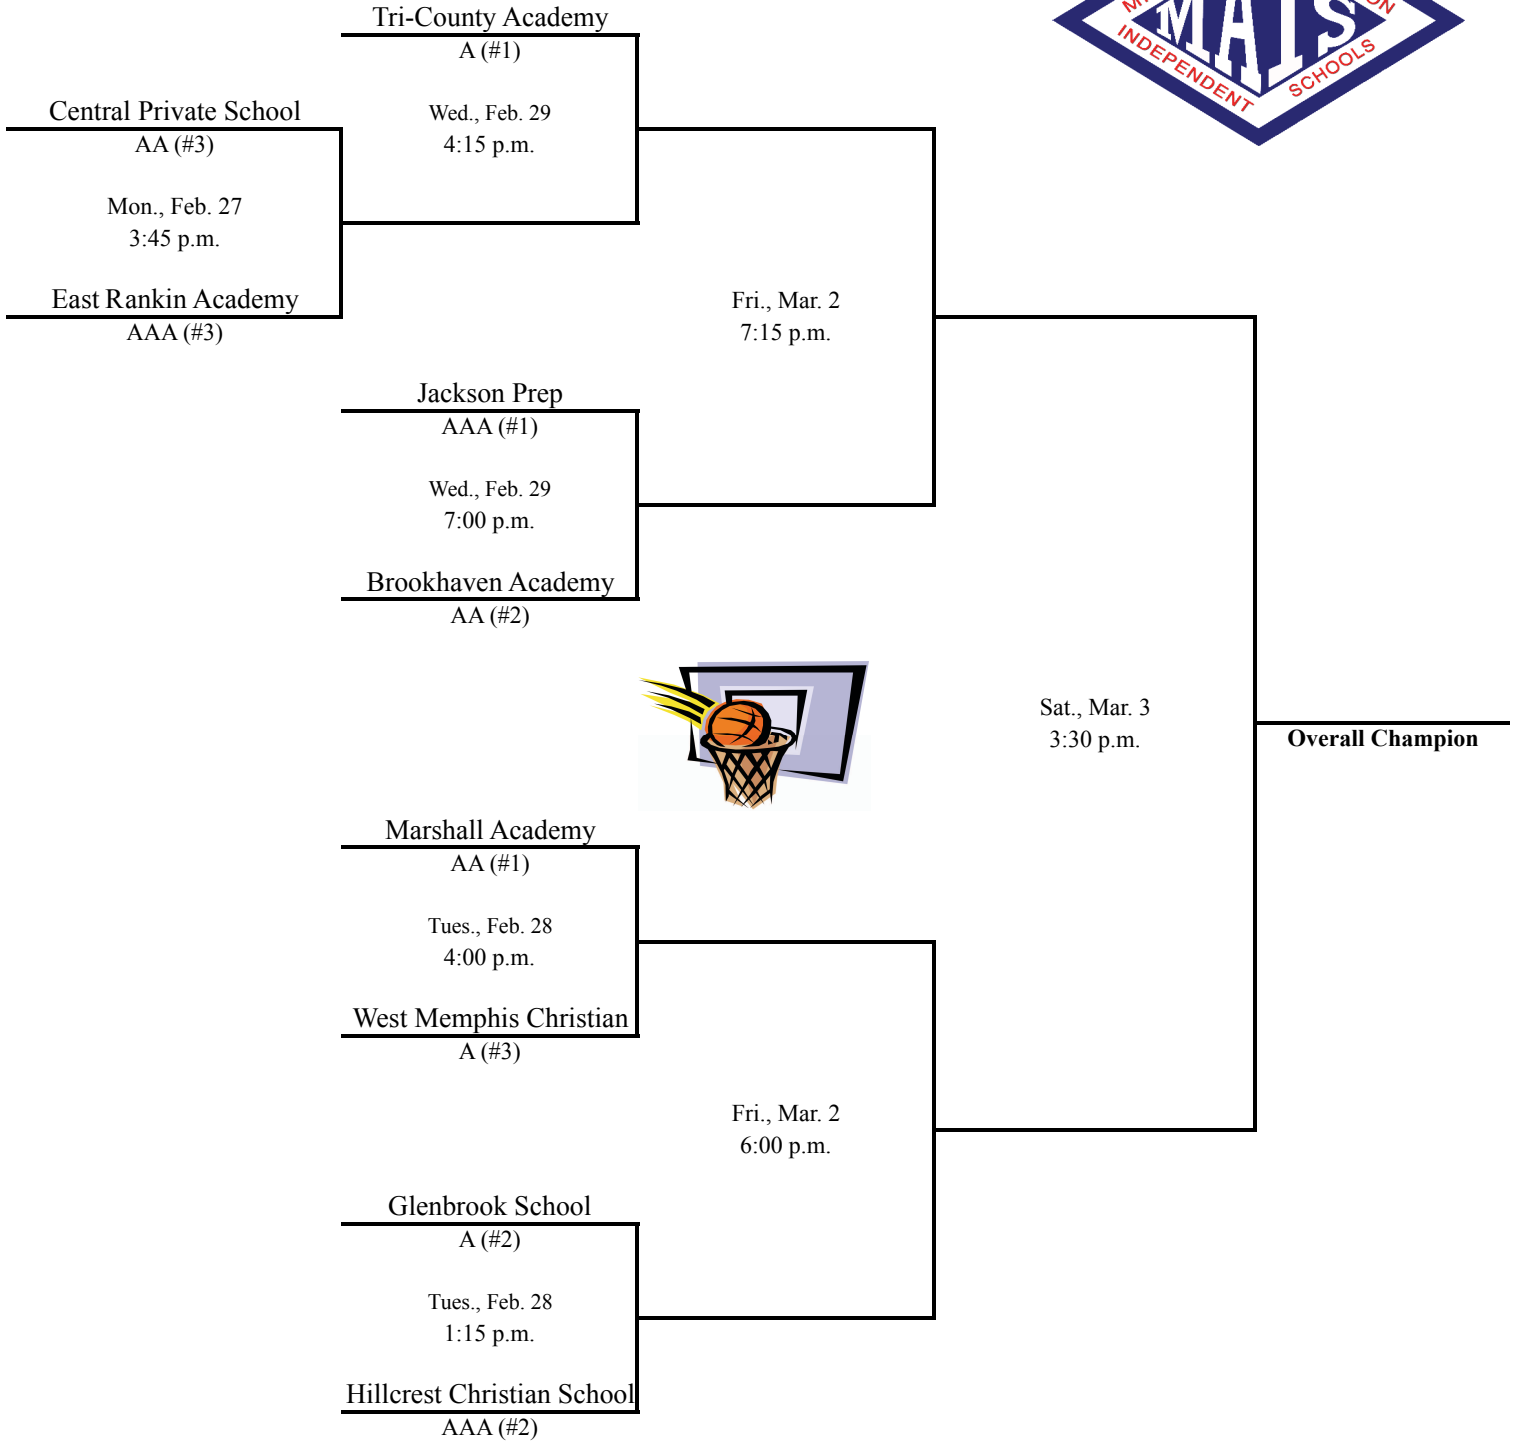 Tri-County Academy
A (#1)
MAIS
INDEPENDENT
SCHOOLS
Central Private School
AA (#3)
Wed., Feb. 29
4:15 p.m.
Mon., Feb. 27
3:45 p.m.
East Rankin Academy
AAA (#3)
Fri., Mar. 2
7:15 p.m.
Jackson Prep
AAA (#1)
Wed., Feb. 29
7:00 p.m.
Brookhaven Academy
AA (#2)
Sat., Mar. 3
3:30 p.m.
Overall Champion
Marshall Academy
AA (#1)
Tues., Feb. 28
4:00 p.m.
West Memphis Christian
A (#3)
Fri., Mar. 2
6:00 p.m.
Glenbrook School
A (#2)
Tues., Feb. 28
1:15 p.m.
Hillcrest Christian School
AAA (#2)